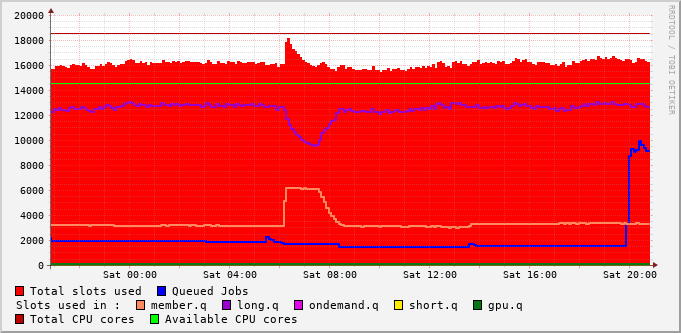 20000
18000
16000
14000
12000
10000
8000
6000
4000
2000
0
Sat 00:00 Sat 04:00 Sat 08:00 Sat 12:00 Sat 16:00 Sat 20:00
Total slots used Queued Jobs
Slots used in : member.q long.q ondemand.q short.q gpu.q
Total CPU cores Available CPU cores
RRDTOOL / TOBI OETIKER